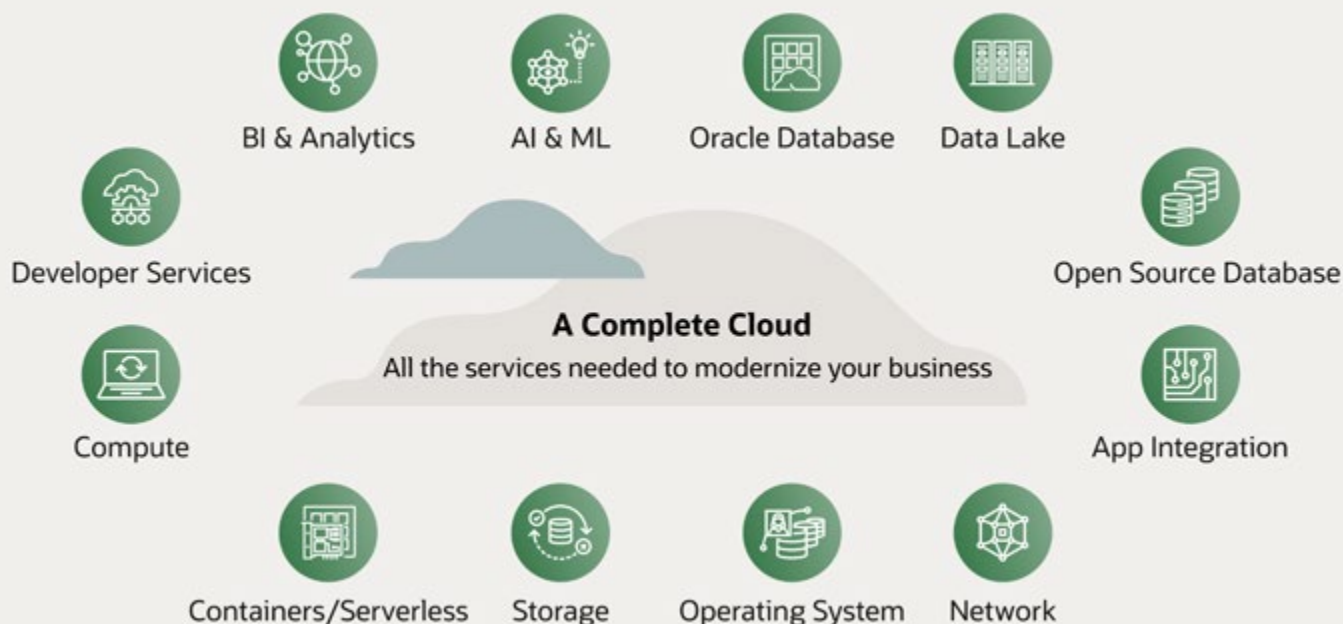 BI & Analytics
AI & ML
Oracle Database
Data Lake
Developer Services
Open Source Database
A Complete Cloud
All the services needed to modernize your business
Compute
App Integration
Containers/Serverless
Storage
Operating System
Network